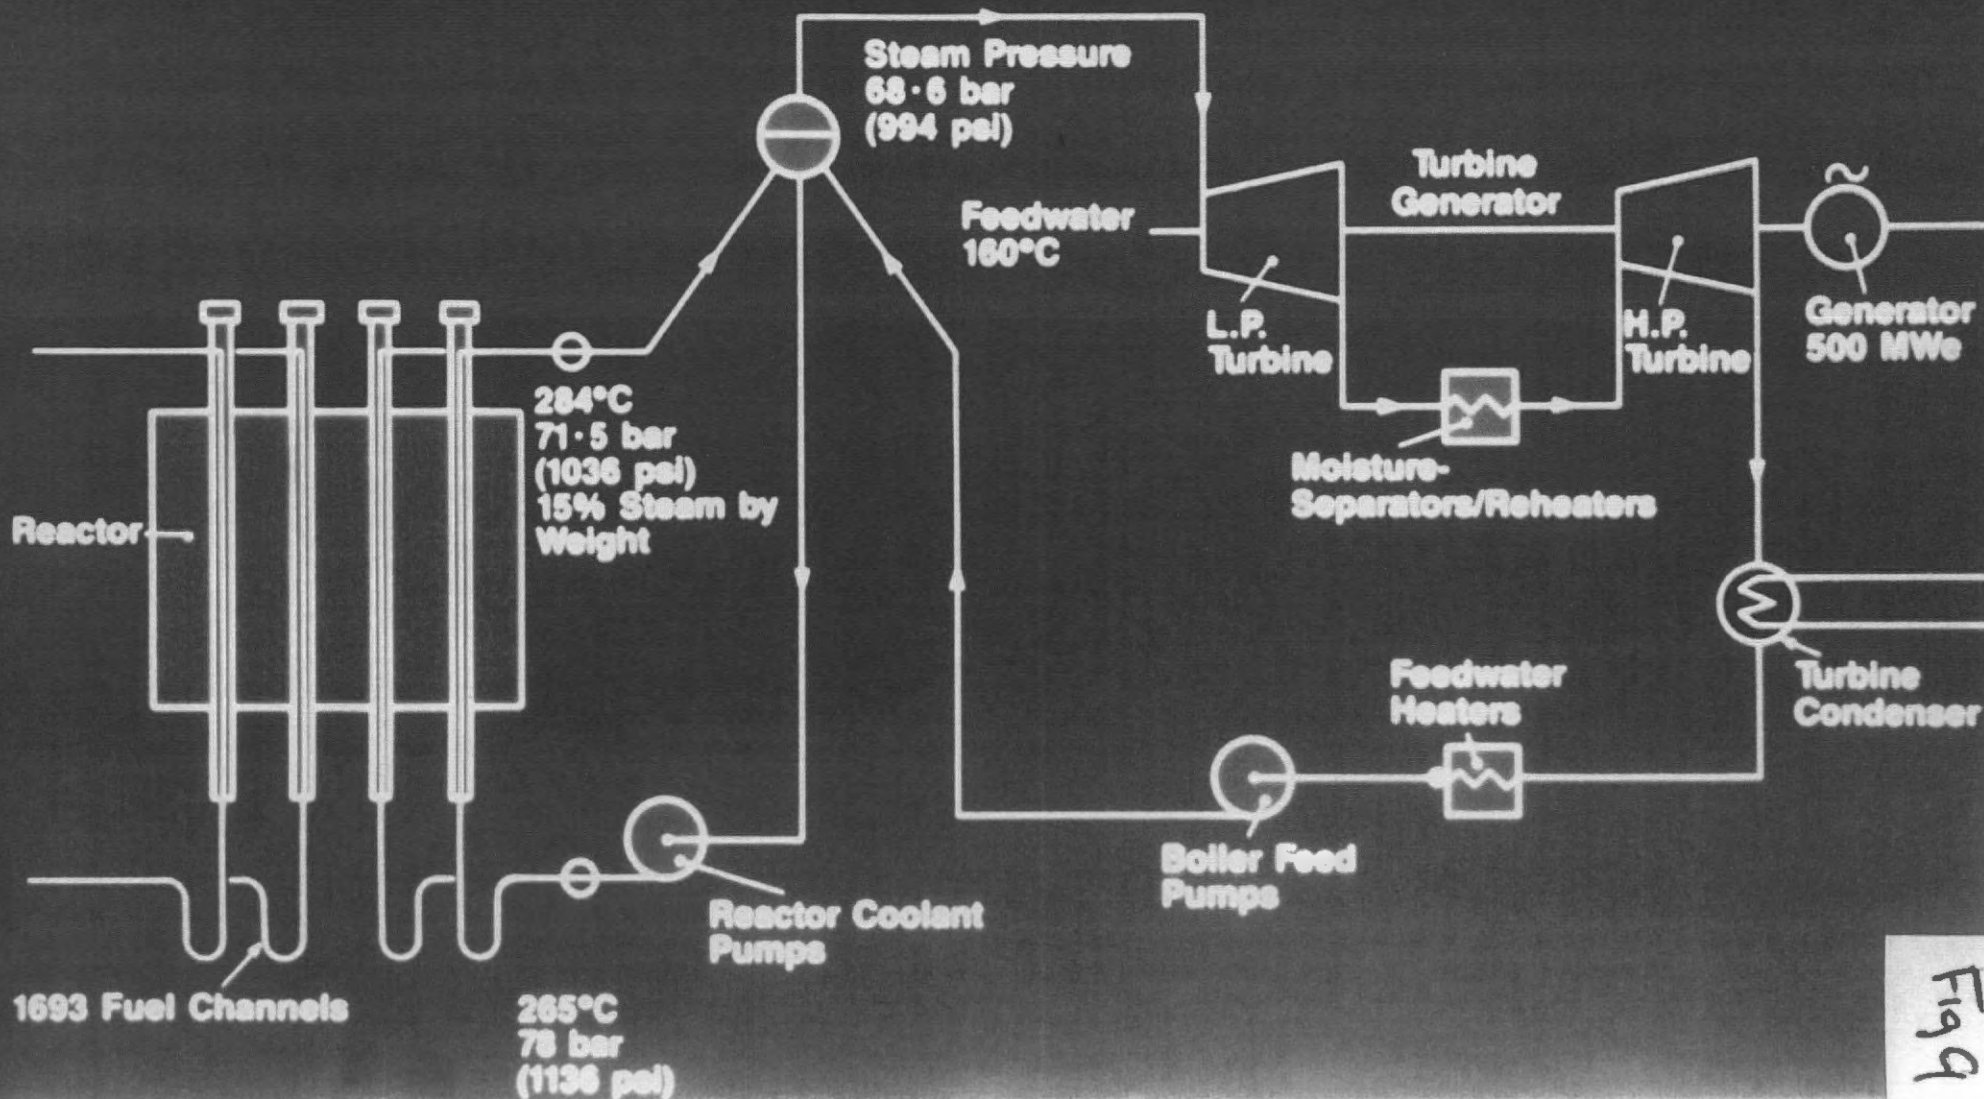 Steam Pressure
68·6 bar
(994 psi)
Turbine
Generator
Feedwater
160°C
L.P.
Turbine
H.P.
Turbine
Generator
500 MWe
284°C
71·5 bar
(1036 psi)
15% Steam by
Weight
Moisture-
Separators/Reheaters
Reactor
Feedwater
Heaters
Turbine
Condenser
Boiler Feed
Pumps
Reactor Coolant
Pumps
1693 Fuel Channels
265°C
78 bar
(1136 psi)
Fig 9